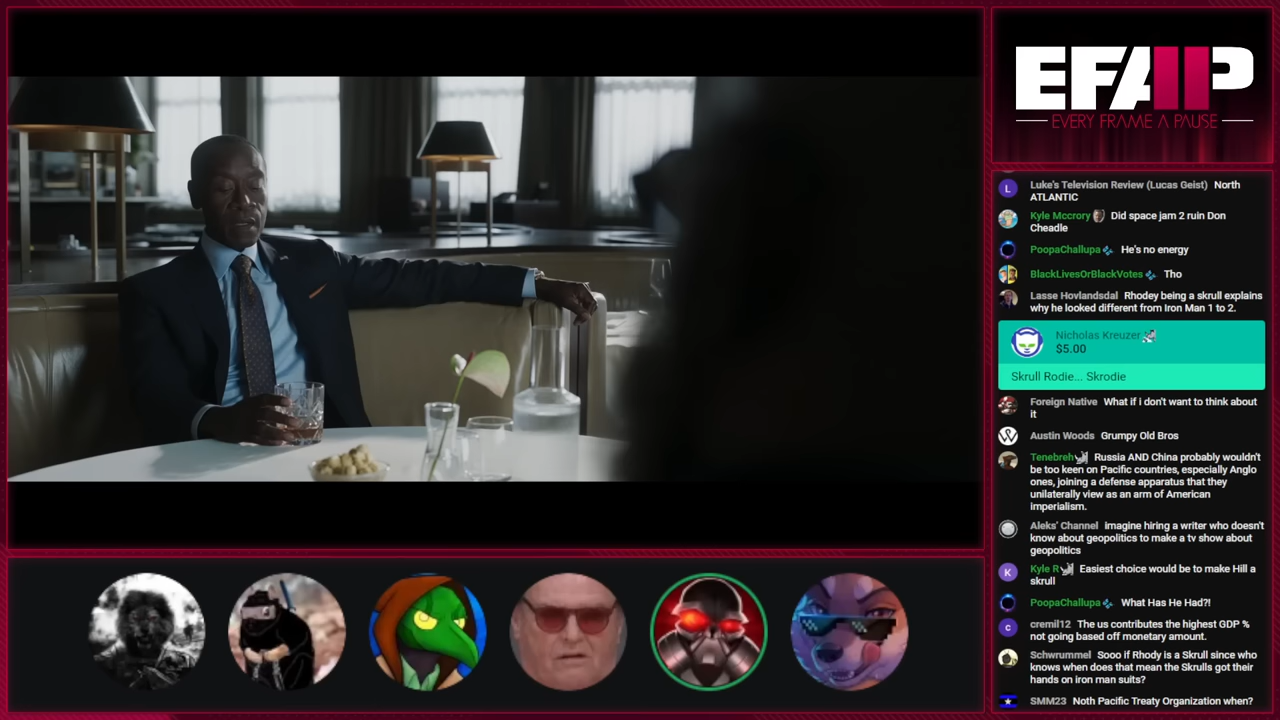 EFAP
EVERY FRAME A PAUSE
Luke's Television Review (Lucas Geist) North
ATLANTIC
Kyle Mccrory Did space jam 2 ruin Don
Cheadle
PoopaChallupa He's no energy
BlackLivesOrBlackVotes Tho
Lasse Hovlandsdal Rhodey being a skrull explains
why he looked different from Iron Man 1 to 2.
Nicholas Kreuzer
$5.00
Skrull Rodie... Skrodie
Foreign Native What if i don't want to think about
it
Austin Woods Grumpy Old Bros
Tenebreh Russia AND China probably wouldn't
be too keen on Pacific countries, especially Anglo
ones, joining a defense apparatus that they
unilaterally view as an arm of American
imperialism.
Aleks' Channel imagine hiring a writer who doesn't
know about geopolitics to make a tv show about
geopolitics
Kyle R Easiest choice would be to make Hill a
skrull
PoopaChallupa What Has He Had?!
cremil12 The us contributes the highest GDP %
not going based off monetary amount.
Schwrummel Sooo if Rhody is a Skrull since who
knows when does that mean the Skrulls got their
hands on iron man suits?
SMM23 Noth Pacific Treaty Organization when?
L
K
c